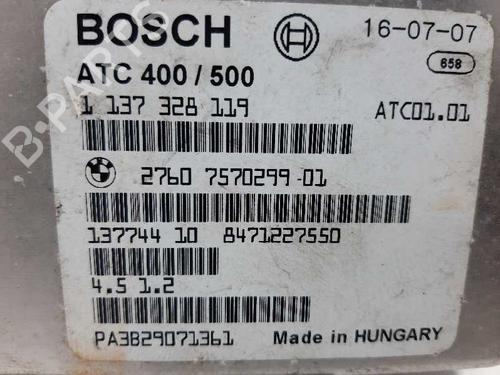 BOSCH 16-07-07
658
ATC 400 / 500
1 137 328 119 ATC01.01
2760 7570299-01
137744 10 8471227550
4.5 1.2
PA3B29071361 Made in HUNGARY
B-PARTS